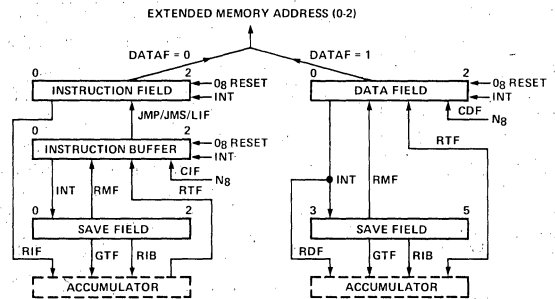 EXTENDED MEMORY ADDRESS (0-2)
DATAF = 0 DATAF = 1
0 2 0 2
INSTRUCTION FIELD 0₈ RESET DATA FIELD 0₈ RESET
INT INT
JMP/JMS/LIF CDF
0 2 N₈
INSTRUCTION BUFFER 0₈ RESET RTF
INT
CIF
INT RMF RTF N₈ INT RMF
0 2 3 5
SAVE FIELD SAVE FIELD
RIF GTF RIB RDF GTF RIB
ACCUMULATOR ACCUMULATOR